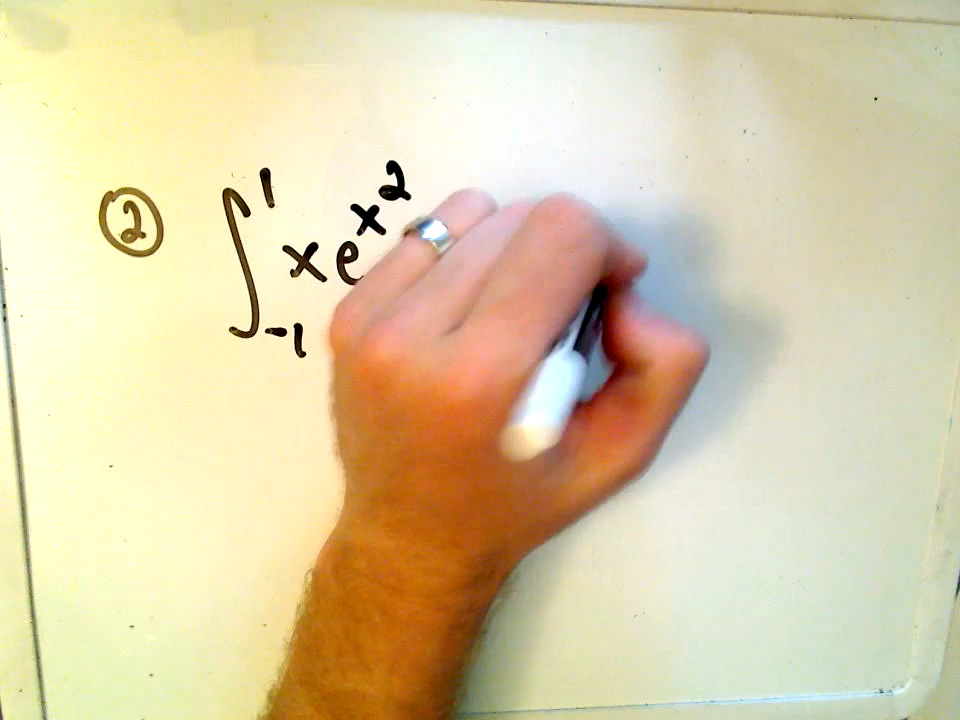 ② ∫₋₁¹ xe^x²